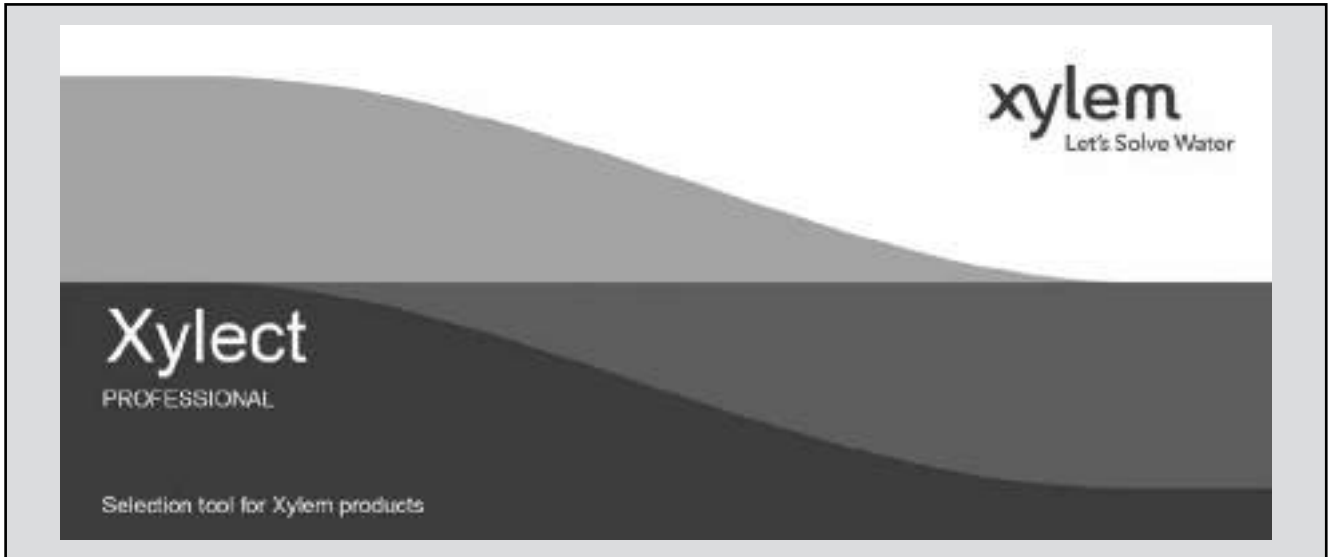 xylem
Let's Solve Water
Xylect
PROFESSIONAL
Selection tool for Xylem products